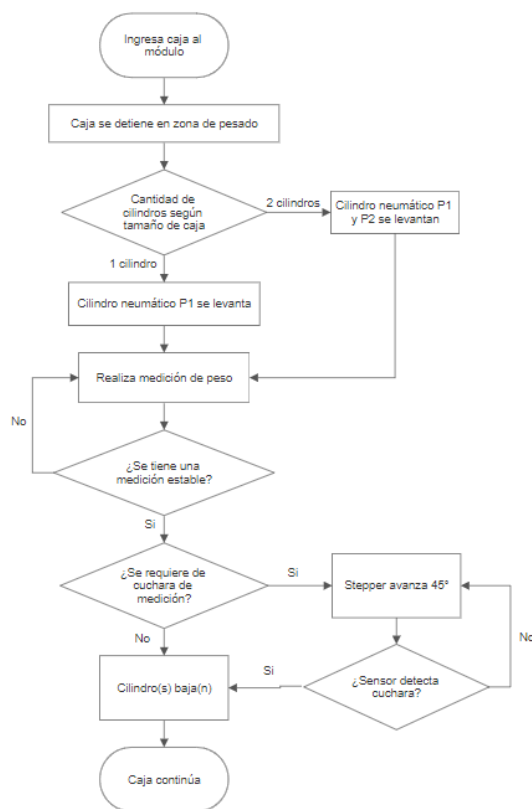 Ingresa caja al
módulo
Caja se detiene en zona de pesado
Cantidad de
cilindros según
tamaño de caja
2 cilindros
Cilindro neumático P1
y P2 se levantan
1 cilindro
Cilindro neumático P1 se levanta
Realiza medición de peso
No
¿Se tiene una
medición estable?
Si
¿Se requiere de
cuchara de
medición?
Si
Stepper avanza 45°
No
No
Cilindro(s) baja(n)
Si
¿Sensor detecta
cuchara?
Caja continúa